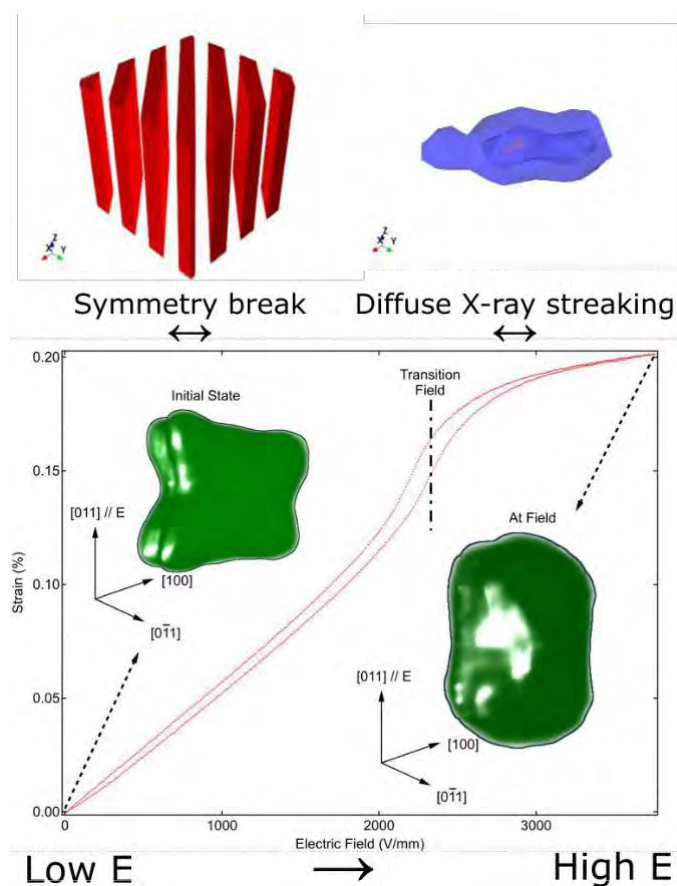 Z
X
Y
Z
X
Y
Symmetry break
Diffuse X-ray streaking
↔
↔
0.20
Initial State
Transition
Field
0.15
[011] // E
At Field
Strain (%)
0.10
[100]
[01̄1]
[011] // E
0.05
[100]
[01̄1]
0.00
0
1000
2000
3000
Electric Field (V/mm)
Low E
→
High E